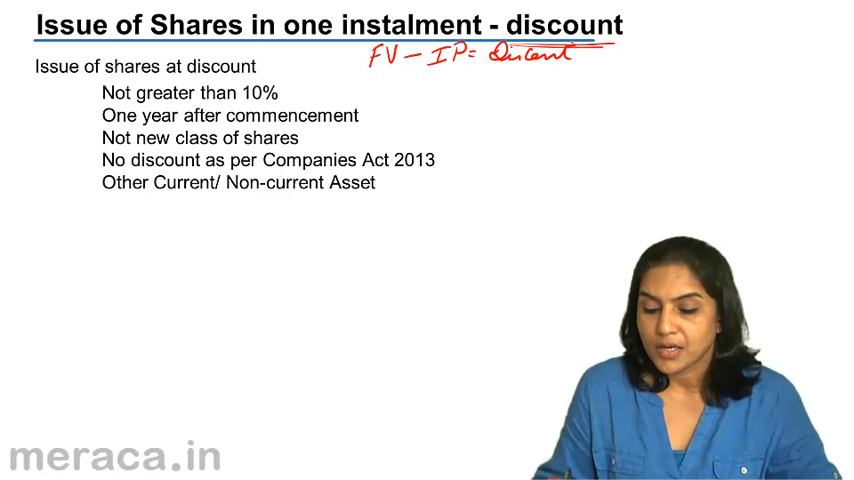 Issue of Shares in one instalment - discount
FV - IP = Discount
Issue of shares at discount
Not greater than 10%
One year after commencement
Not new class of shares
No discount as per Companies Act 2013
Other Current/ Non-current Asset
meraca.in